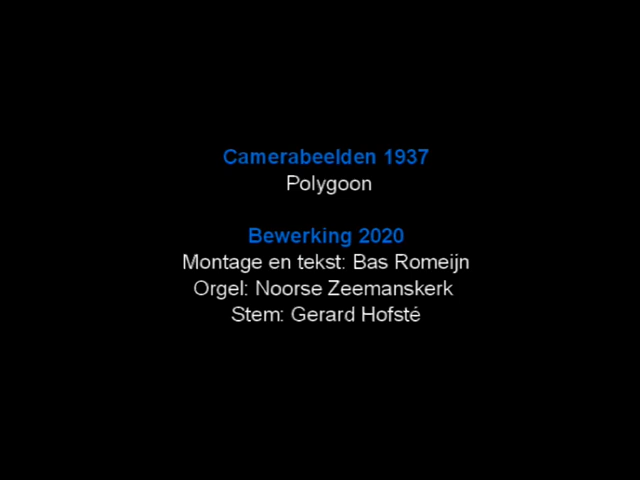 Camerabeelden 1937
Polygoon
Bewerking 2020
Montage en tekst: Bas Romeijn
Orgel: Noorse Zeemanskerk
Stem: Gerard Hofsté